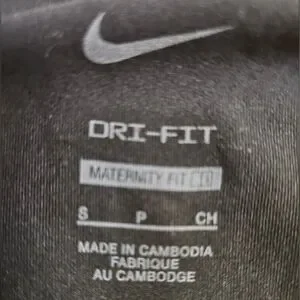 DRI-FIT
MATERNITY FIT
S P CH
MADE IN CAMBODIA
FABRIQUE
AU CAMBODGE